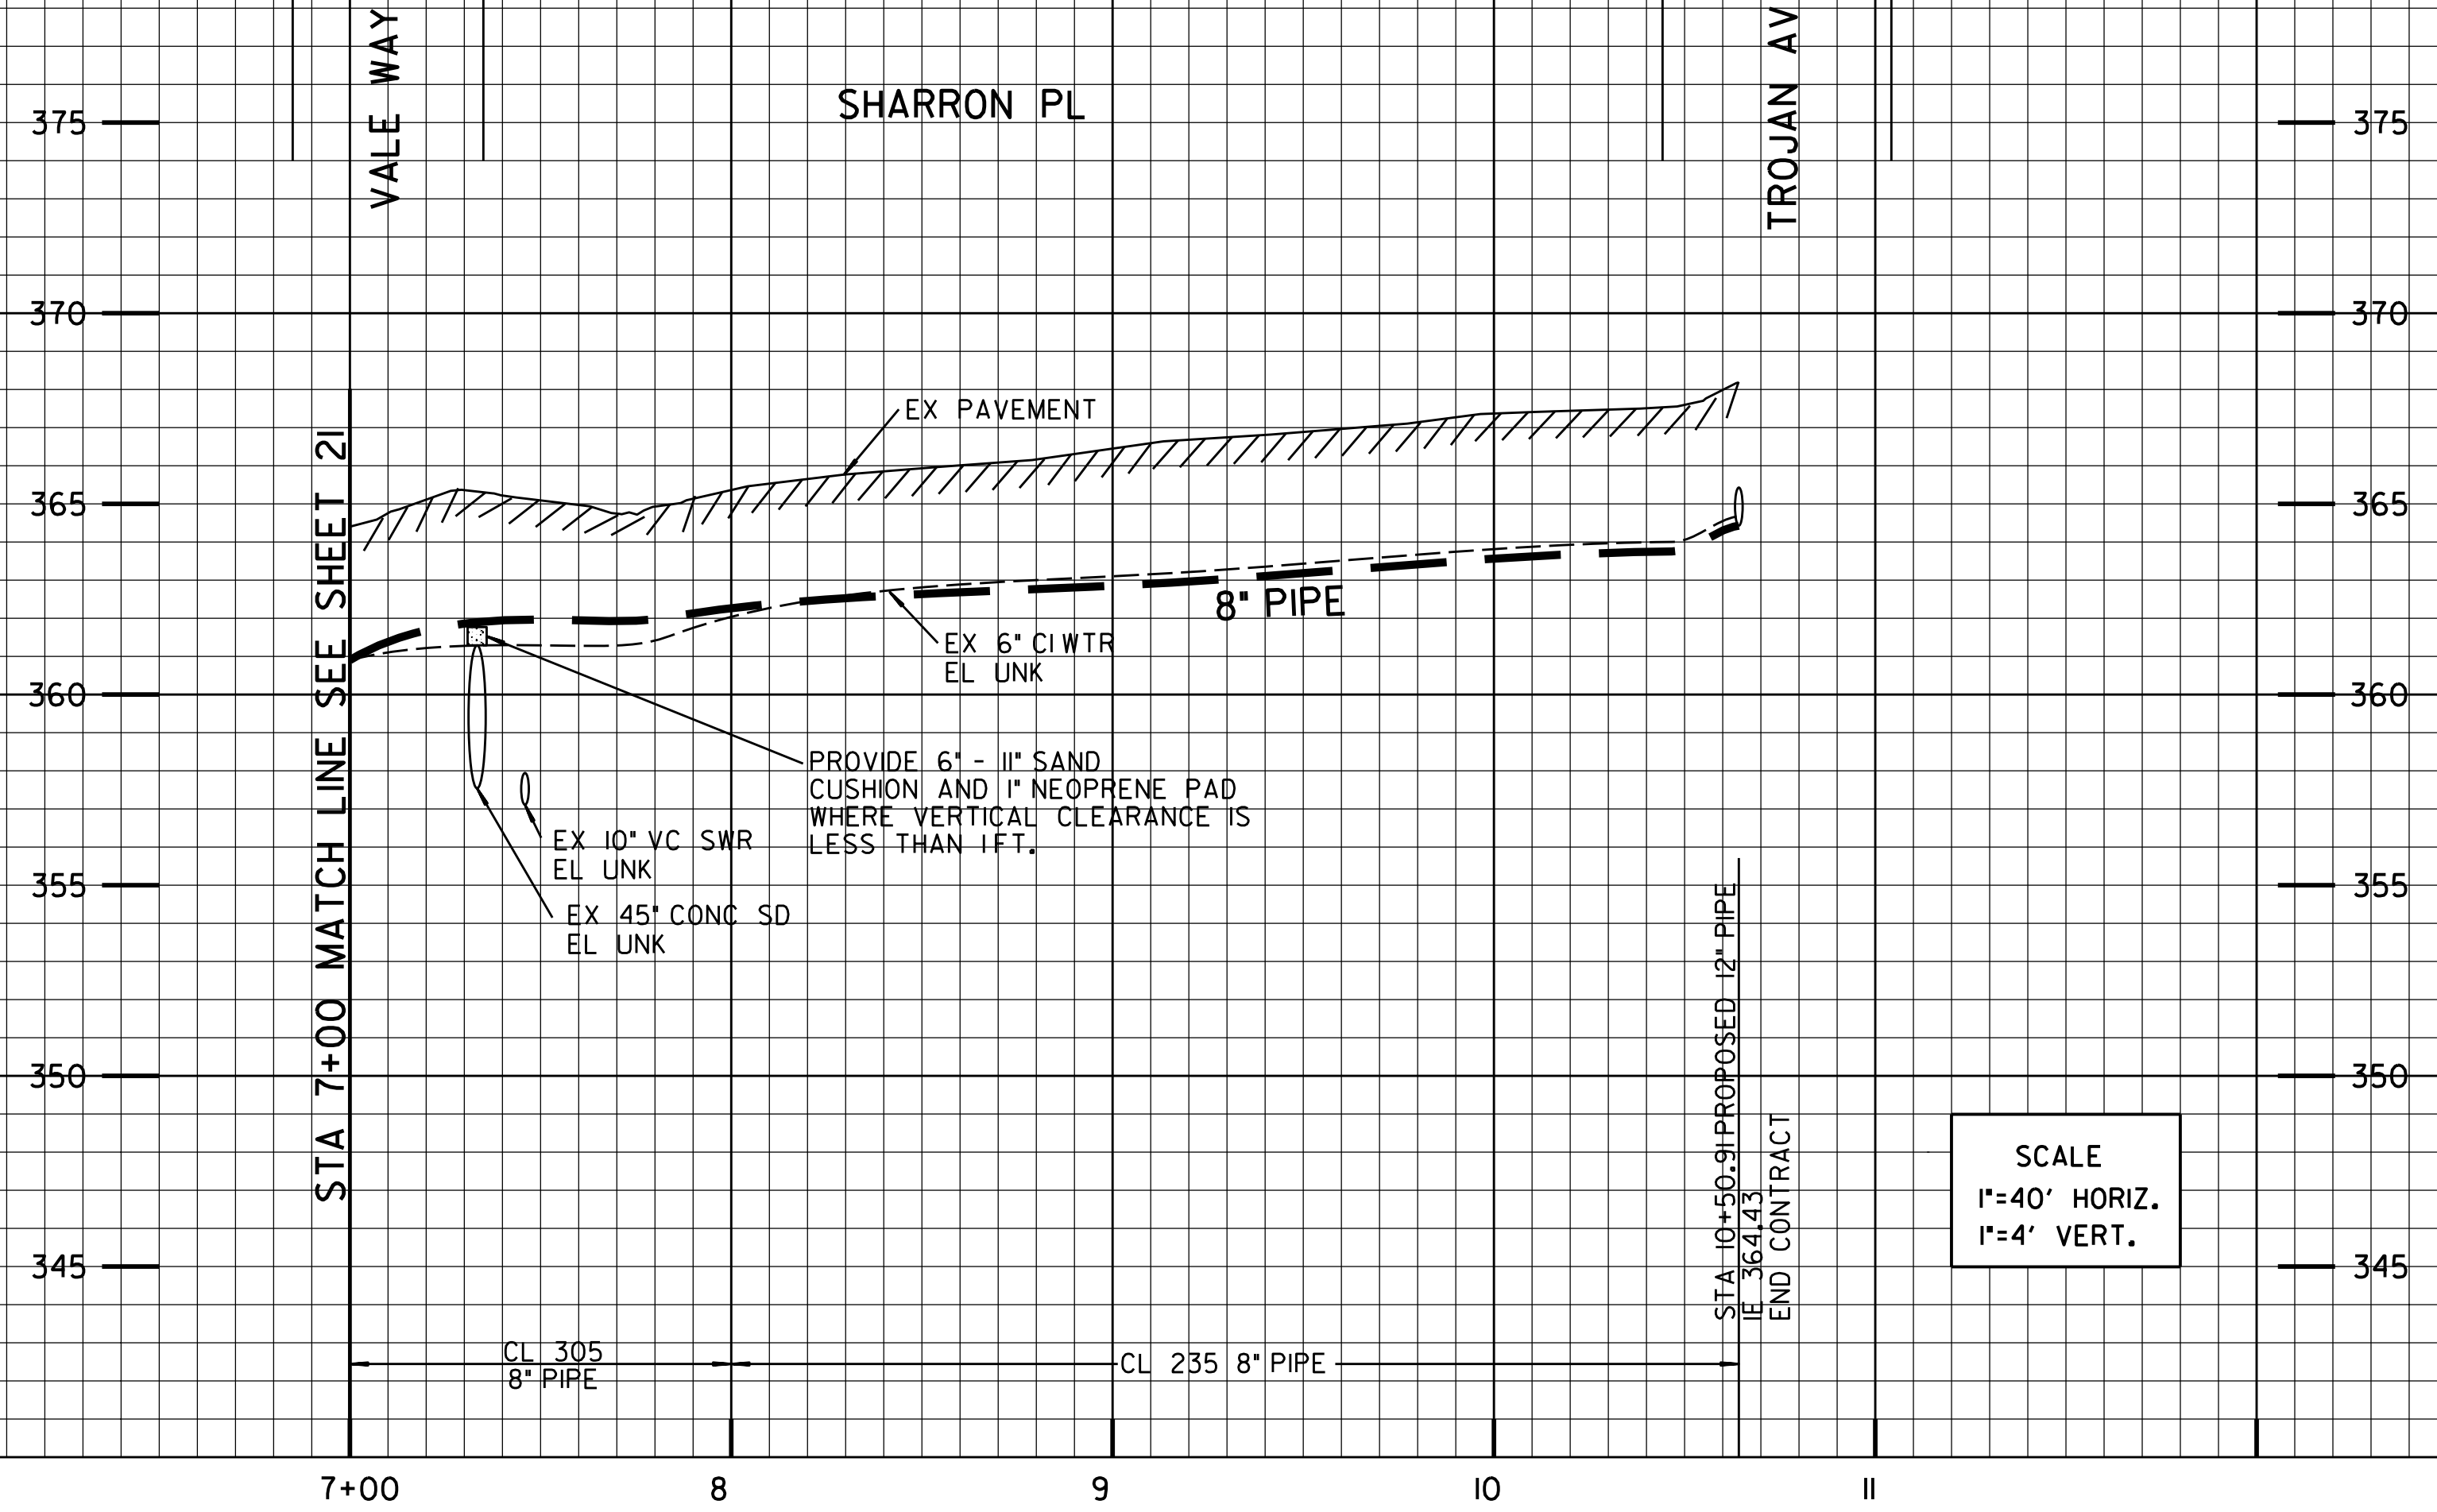 VALE WAY
SHARRON PL
TROJAN AV
375
375
370
370
EX PAVEMENT
365
365
8" PIPE
EX 6" CI WTR
EL UNK
360
360
PROVIDE 6" - 11" SAND
CUSHION AND 1" NEOPRENE PAD
WHERE VERTICAL CLEARANCE IS
LESS THAN 1 FT.
EX 10" VC SWR
EL UNK
355
355
EX 45" CONC SD
EL UNK
STA 7+00 MATCH LINE SEE SHEET 21
350
350
STA 10+50.91 PROPOSED 12" PIPE
IE 364.43
END CONTRACT
SCALE
1"=40' HORIZ.
1"=4' VERT.
345
345
CL 305
8" PIPE
CL 235 8" PIPE
7+00
8
9
10
11